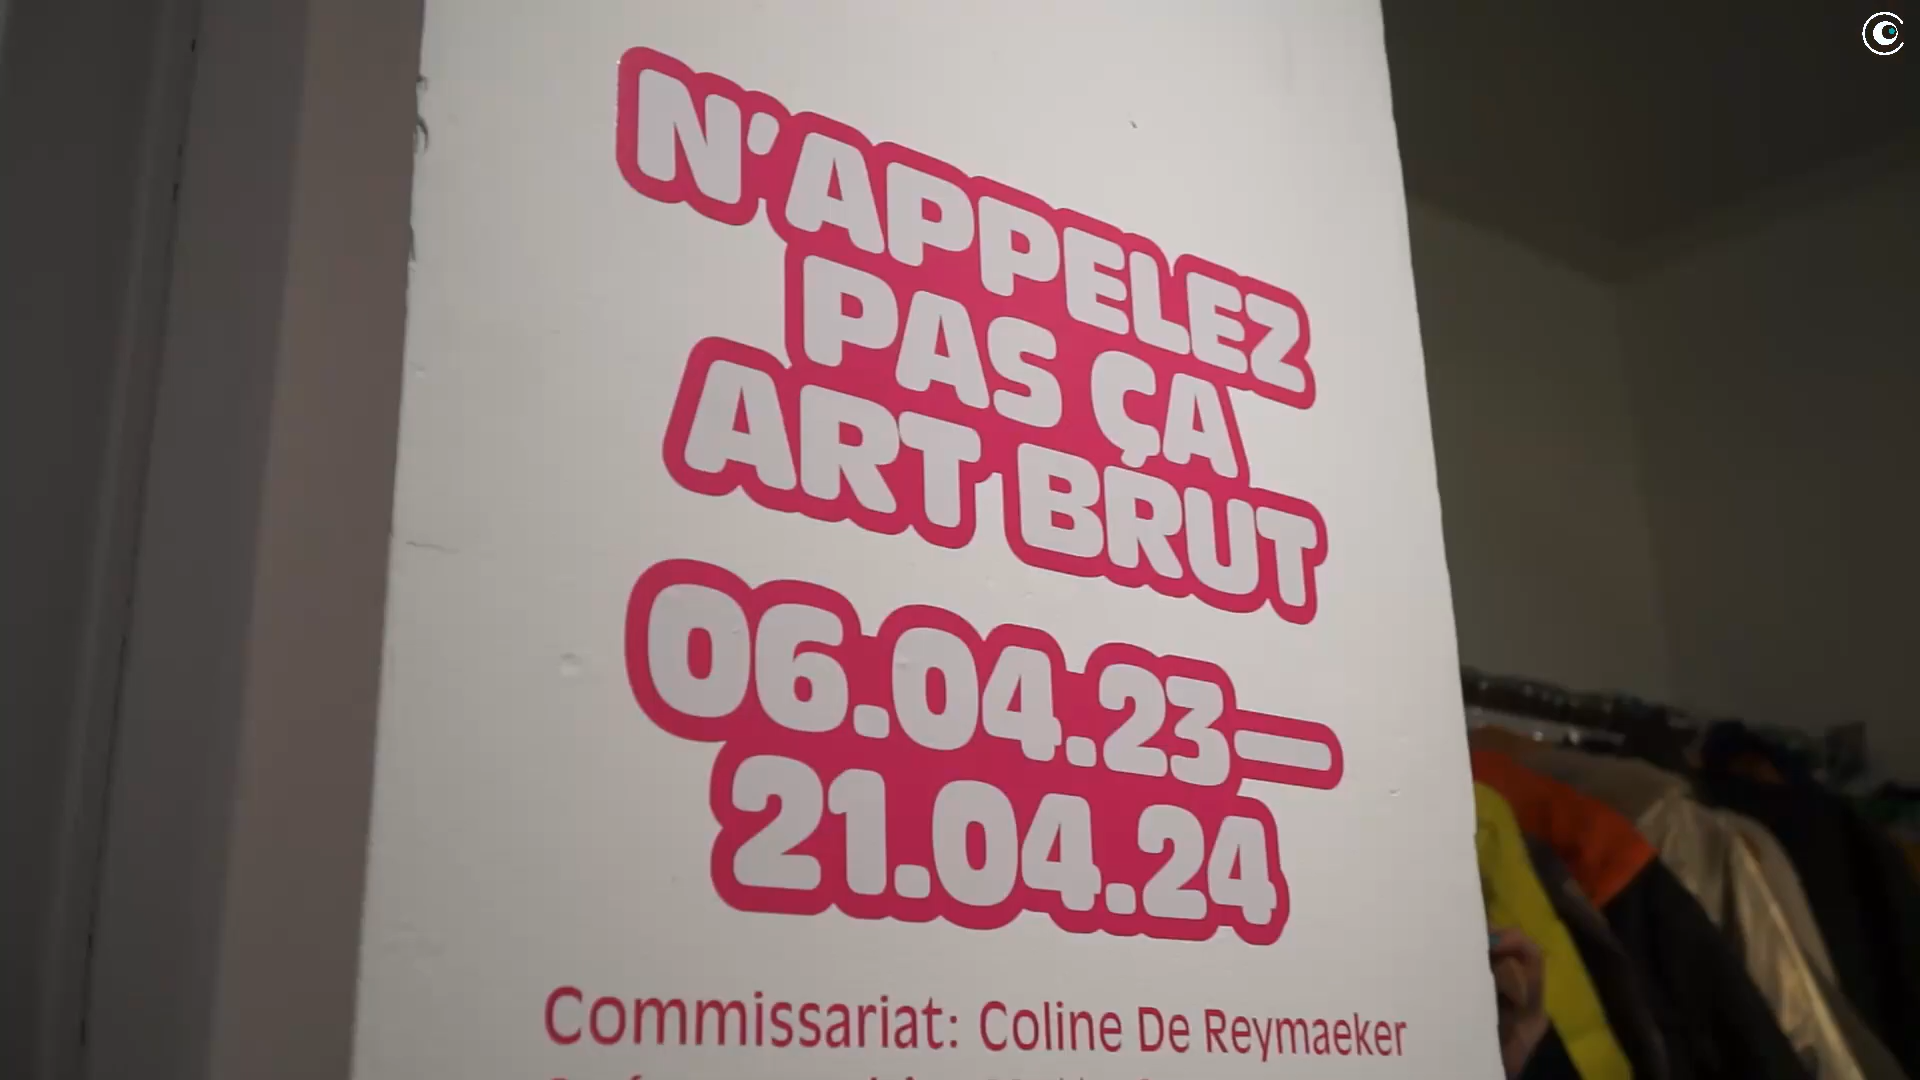 N'APPELEZ
PAS ÇA
ART BRUT
06.04.23—
21.04.24
Commissariat: Coline De Reymaeker